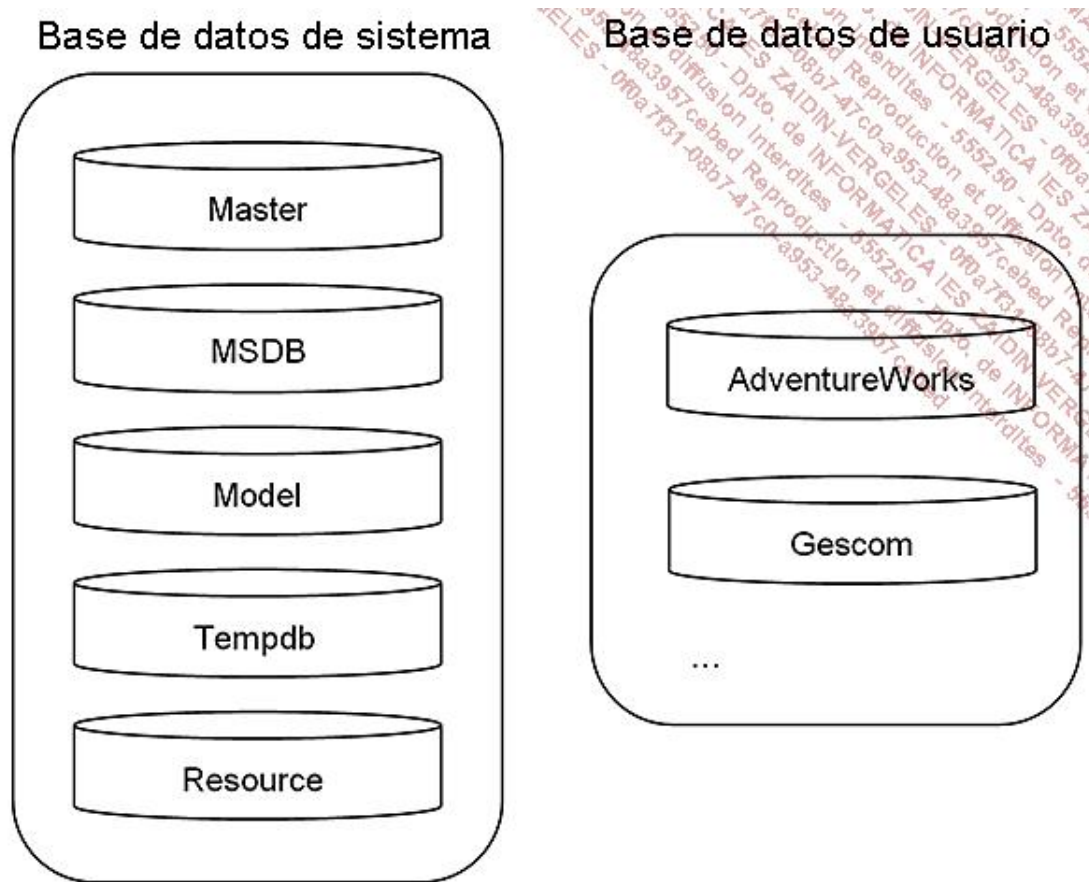 Base de datos de sistema
Master
MSDB
Model
Tempdb
Resource
Base de datos de usuario
AdventureWorks
Gescom
...